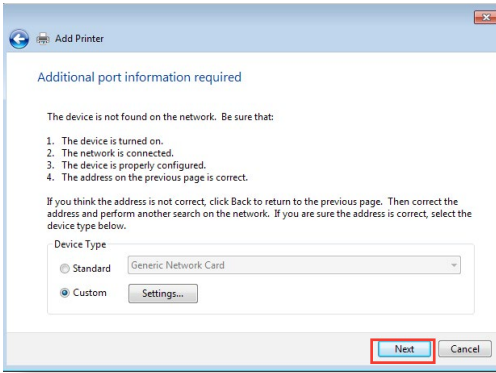 Add Printer
Additional port information required
The device is not found on the network. Be sure that:
1. The device is turned on.
2. The network is connected.
3. The device is properly configured.
4. The address on the previous page is correct.
If you think the address is not correct, click Back to return to the previous page. Then correct the
address and perform another search on the network. If you are sure the address is correct, select the
device type below.
Device Type
Standard
Generic Network Card
Custom
Settings...
Next
Cancel